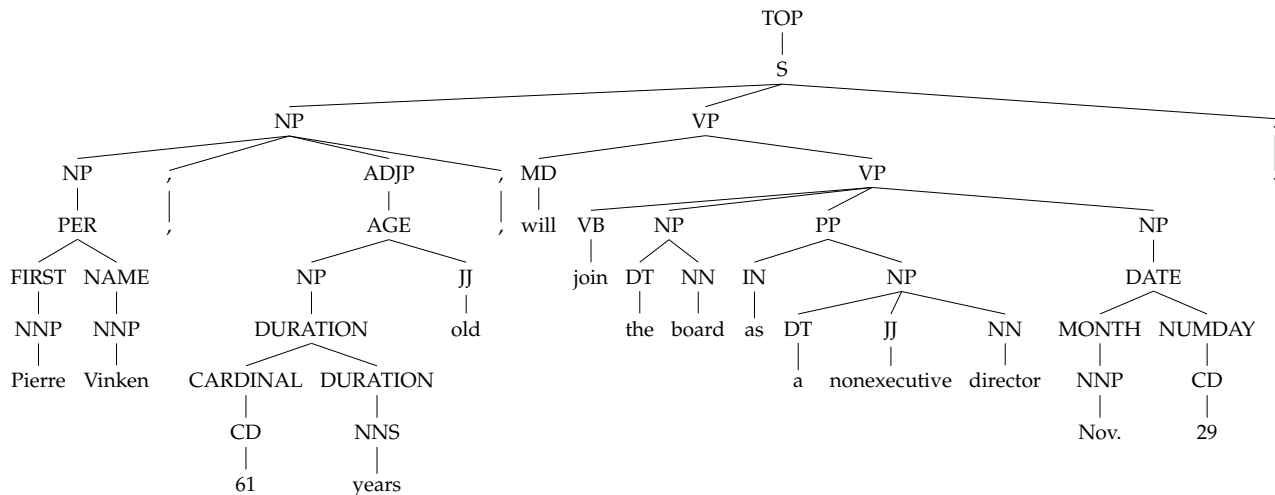 TOP
S
NP VP .
NP , ADJP , MD VP .
PER , AGE , will VB NP PP NP
FIRST NAME NP JJ join DT NN IN NP DATE
NNP NNP DURATION old the board as DT JJ NN MONTH NUMDAY
Pierre Vinken CARDINAL DURATION a nonexecutive director NNP CD
CD NNS Nov. 29
61 years